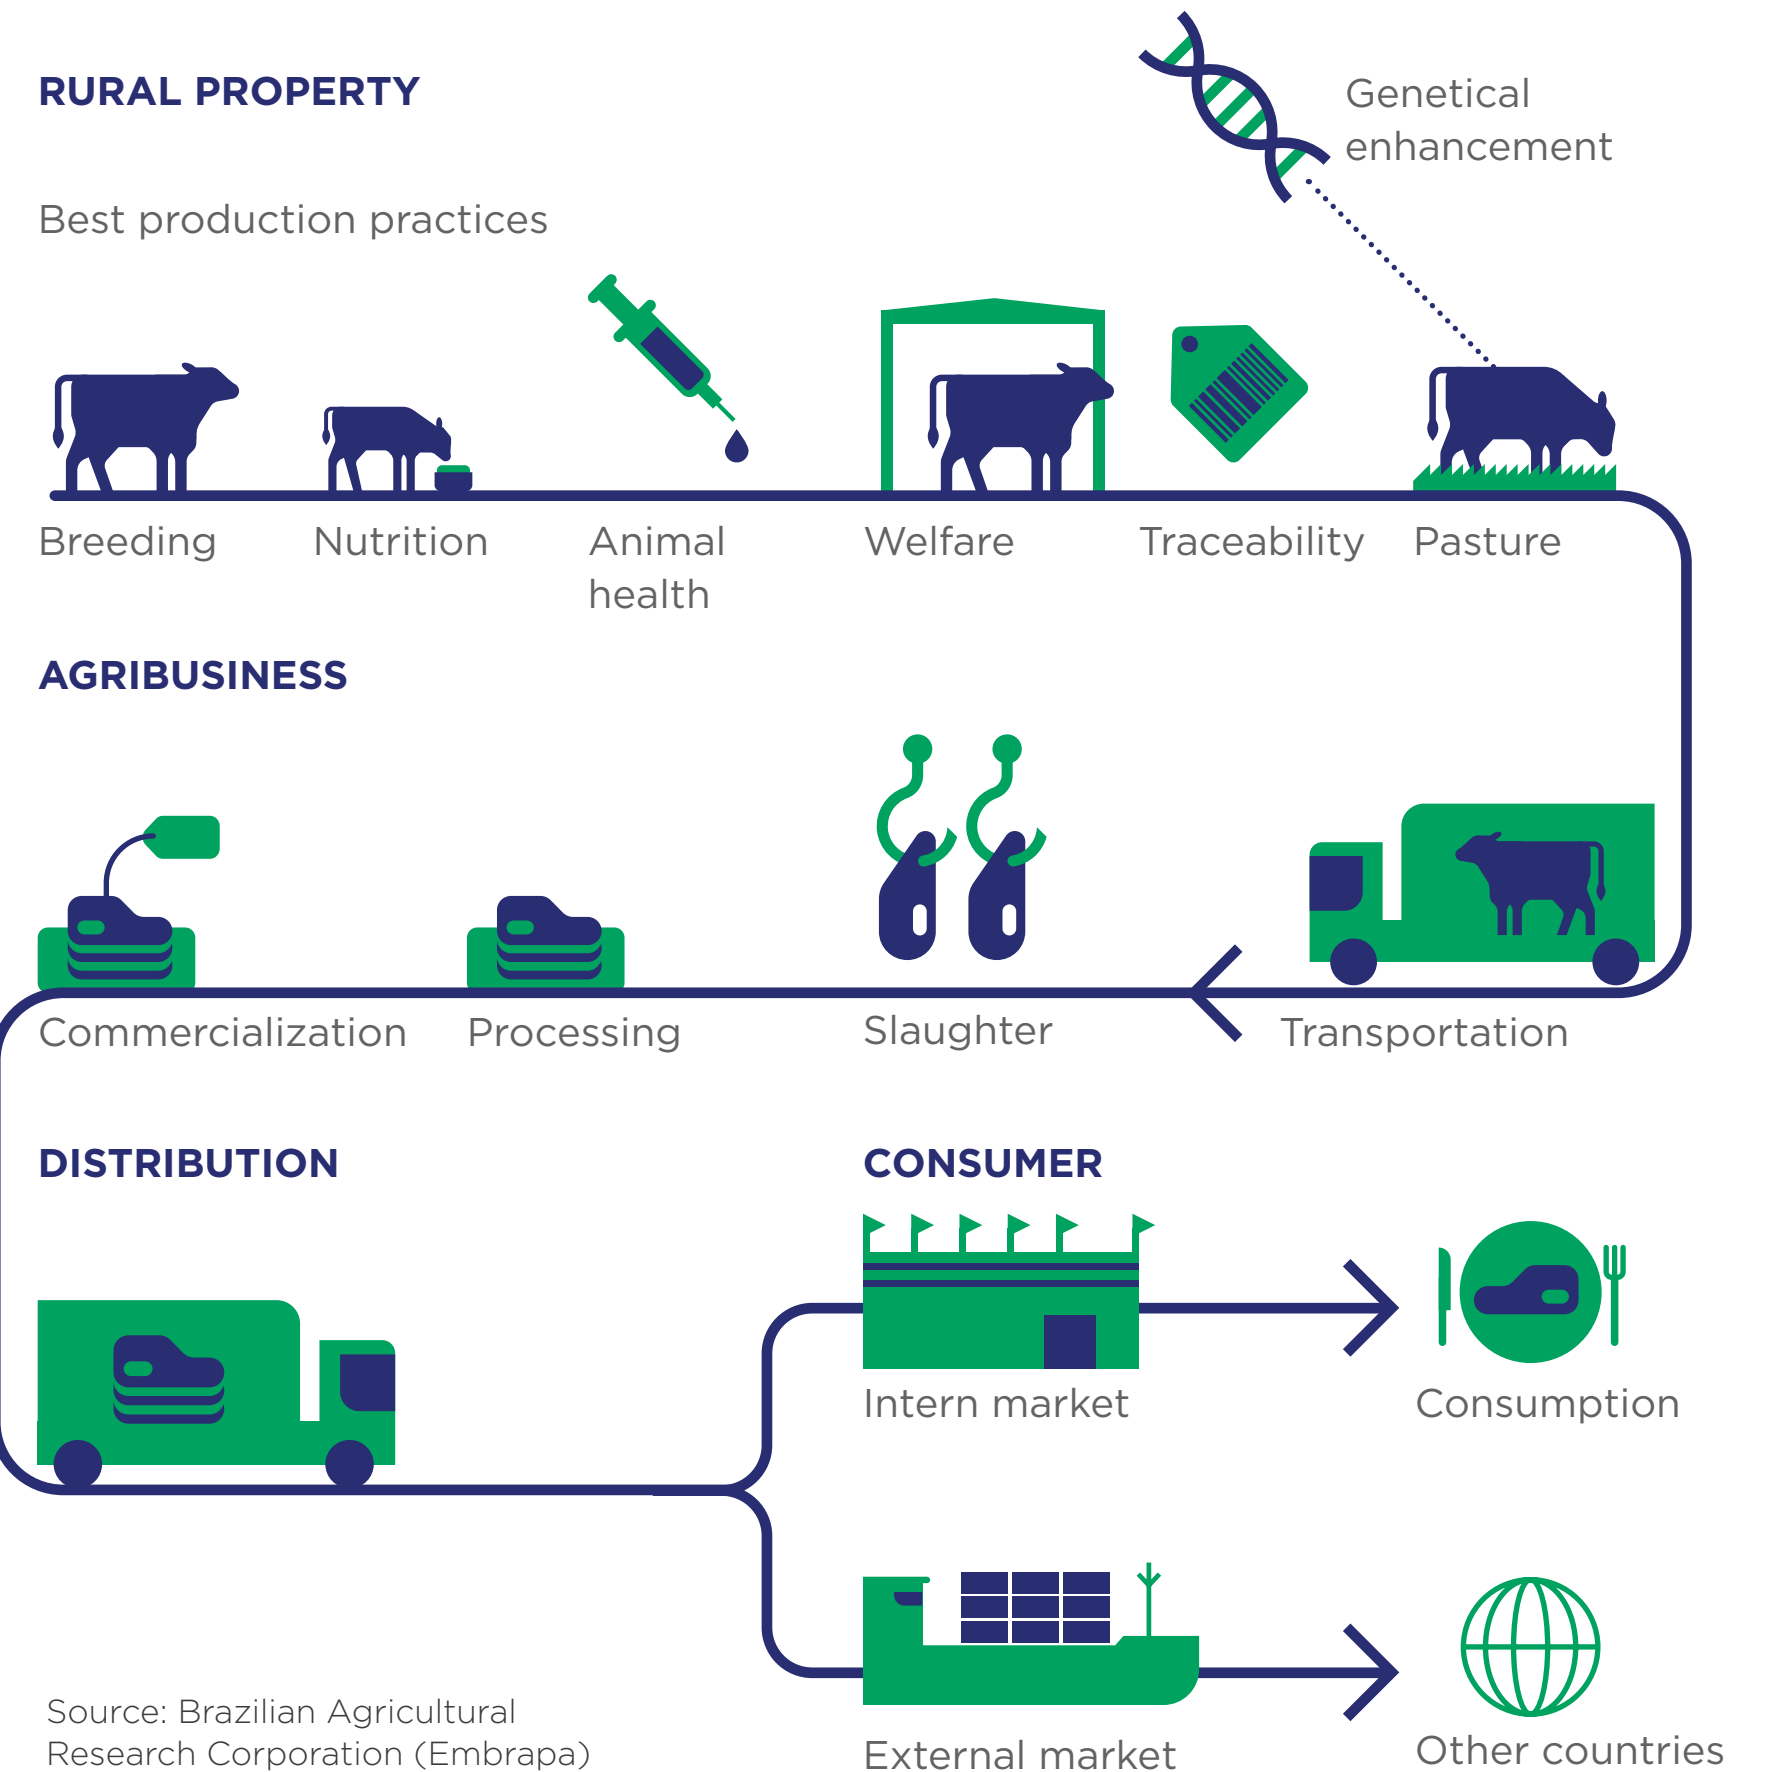 RURAL PROPERTY
Genetical
enhancement
Best production practices
Breeding
Nutrition
Animal
health
Welfare
Traceability
Pasture
AGRIBUSINESS
Commercialization
Processing
Slaughter
Transportation
DISTRIBUTION
CONSUMER
Intern market
Consumption
External market
Other countries
Source: Brazilian Agricultural
Research Corporation (Embrapa)